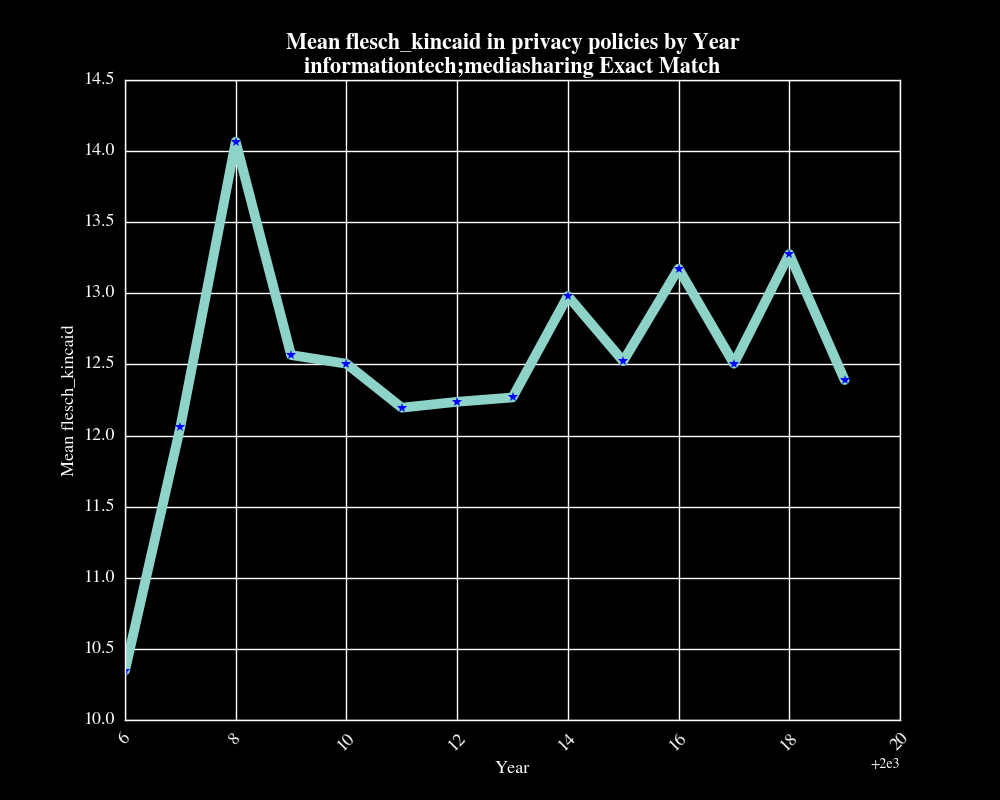 Mean flesch_kincaid in privacy policies by Year
informationtech;mediasharing Exact Match
14.5
14.0
13.5
13.0
12.5
12.0
11.5
11.0
10.5
10.0
Mean flesch_kincaid
6 8 10 12 14 16 18 20
+2e3
Year